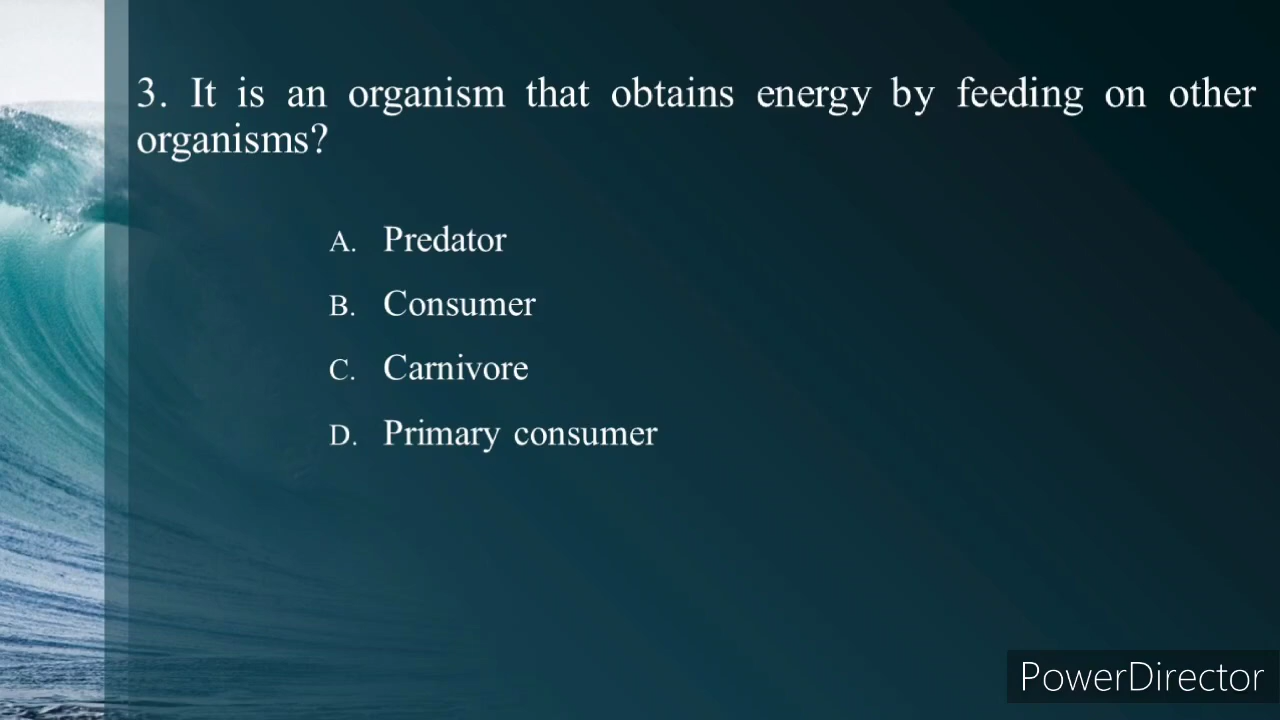 3. It is an organism that obtains energy by feeding on other
organisms?
A. Predator
B. Consumer
C. Carnivore
D. Primary consumer
PowerDirector